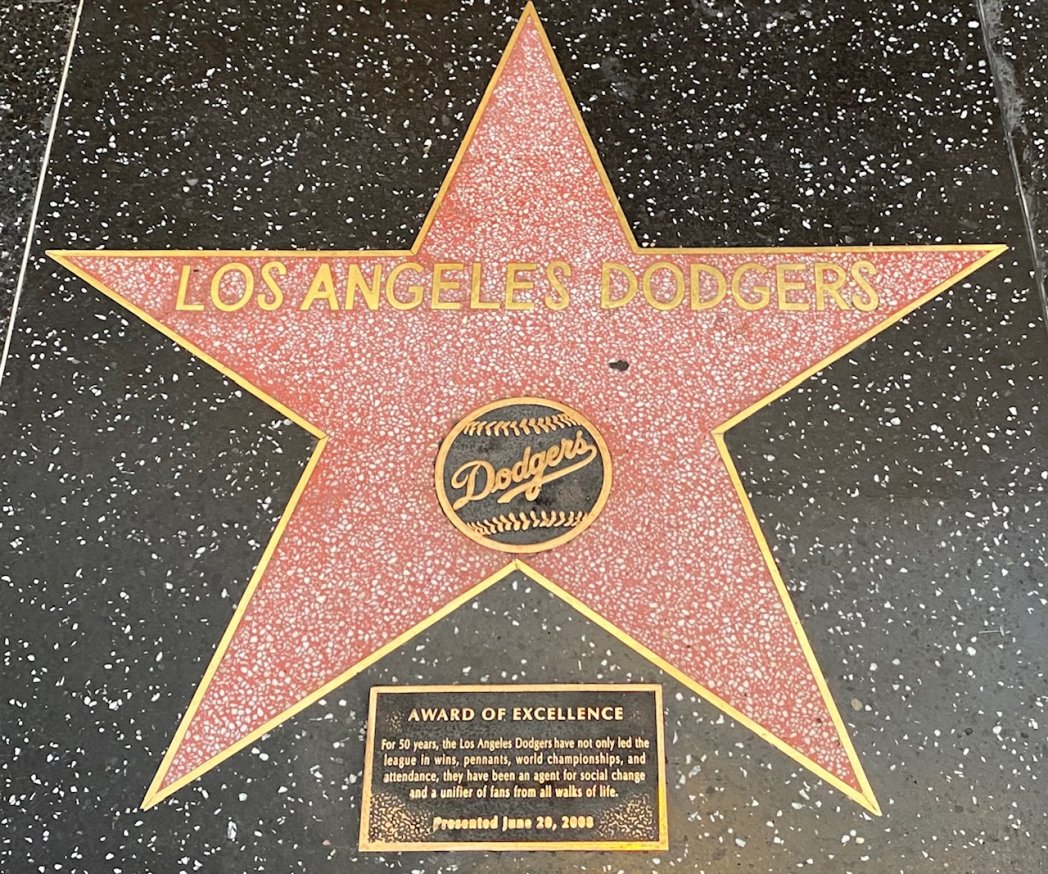 LOS ANGELES DODGERS
Dodgers
AWARD OF EXCELLENCE
For 50 years, the Los Angeles Dodgers have not only led the
league in wins, pennants, world championships, and
attendance, they have been an agent for social change
and a unifier of fans from all walks of life.
Presented June 20, 2008